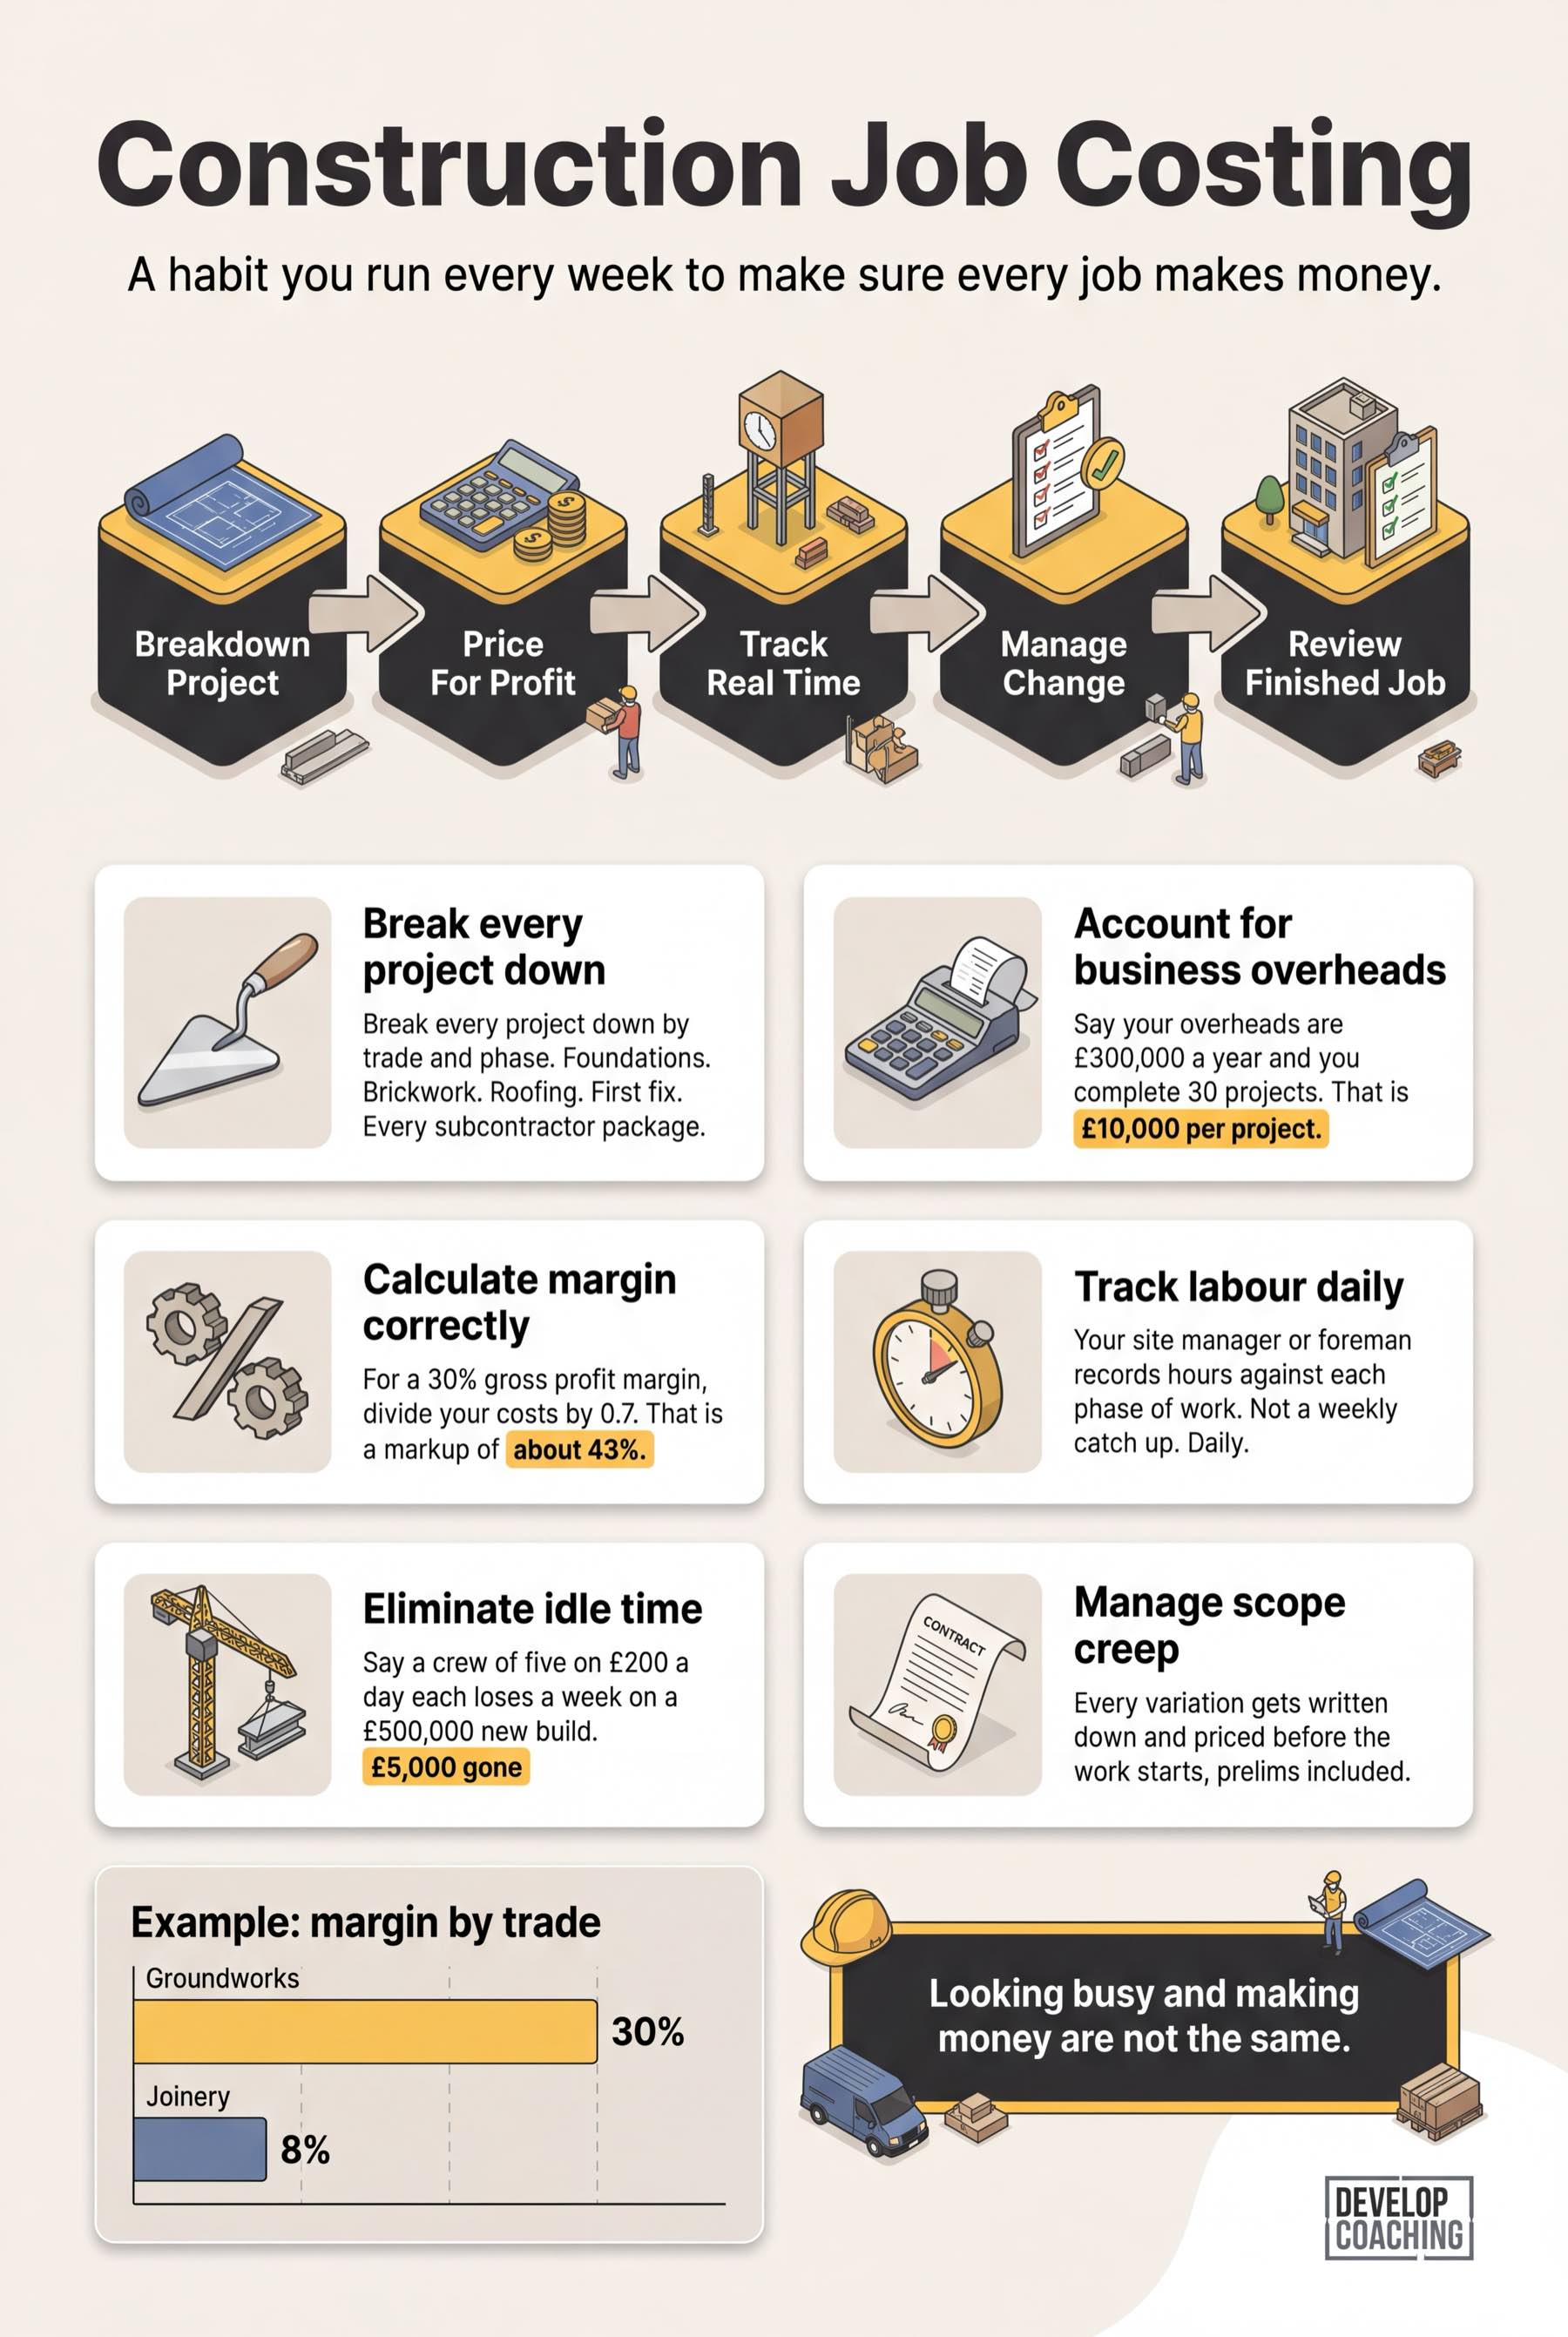 Construction Job Costing
A habit you run every week to make sure every job makes money.
Breakdown
Project
Price
For Profit
Track
Real Time
Manage
Change
Review
Finished Job
Break every
project down
Break every project down by
trade and phase. Foundations.
Brickwork. Roofing. First fix.
Every subcontractor package.
Account for
business overheads
Say your overheads are
£300,000 a year and you
complete 30 projects. That is
£10,000 per project.
Calculate margin
correctly
For a 30% gross profit margin,
divide your costs by 0.7. That is
a markup of about 43%.
Track labour daily
Your site manager or foreman
records hours against each
phase of work. Not a weekly
catch up. Daily.
Eliminate idle time
Say a crew of five on £200 a
day each loses a week on a
£500,000 new build.
£5,000 gone
CONTRACT
Manage scope
creep
Every variation gets written
down and priced before the
work starts, prelims included.
Example: margin by trade
Groundworks
30%
Joinery
8%
Looking busy and making
money are not the same.
DEVELOP
COACHING